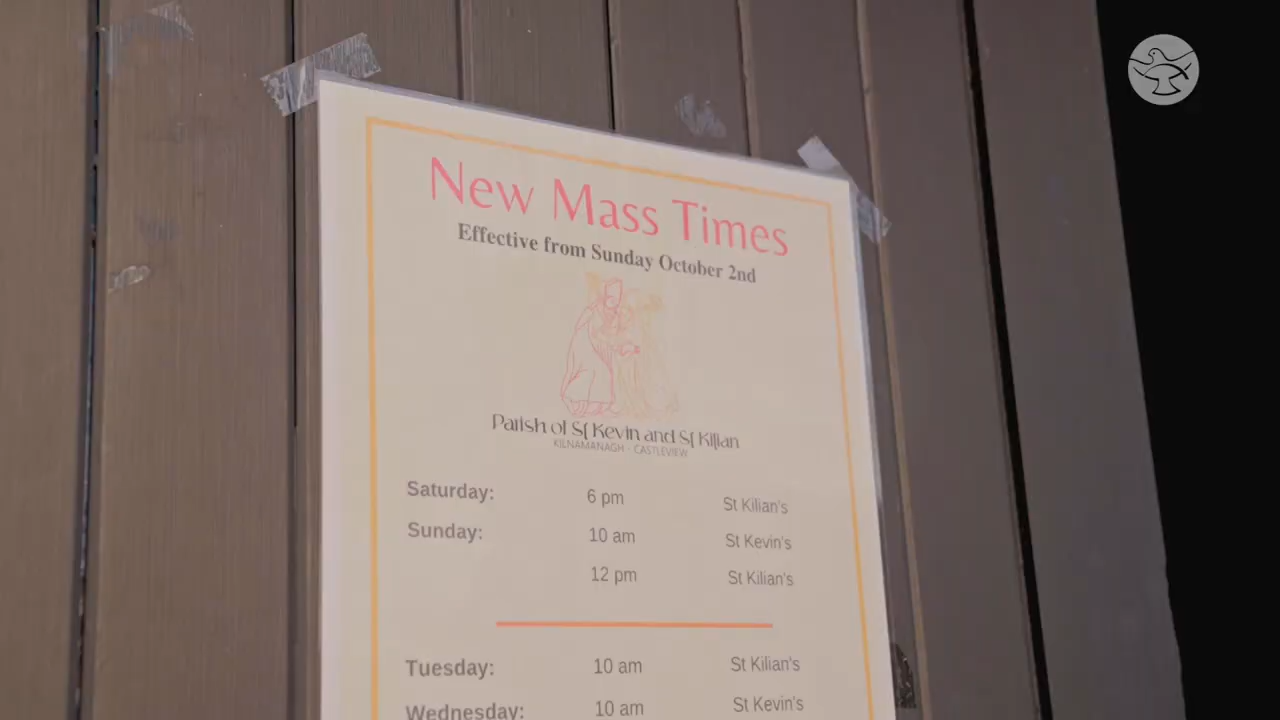 New Mass Times
Effective from Sunday October 2nd
Parish of St Kevin and St Kilian
KILNAMANAGH - CASTLEVIEW
Saturday: 6 pm St Kilian's
Sunday: 10 am St Kevin's
12 pm St Kilian's
Tuesday: 10 am St Kilian's
Wednesday: 10 am St Kevin's